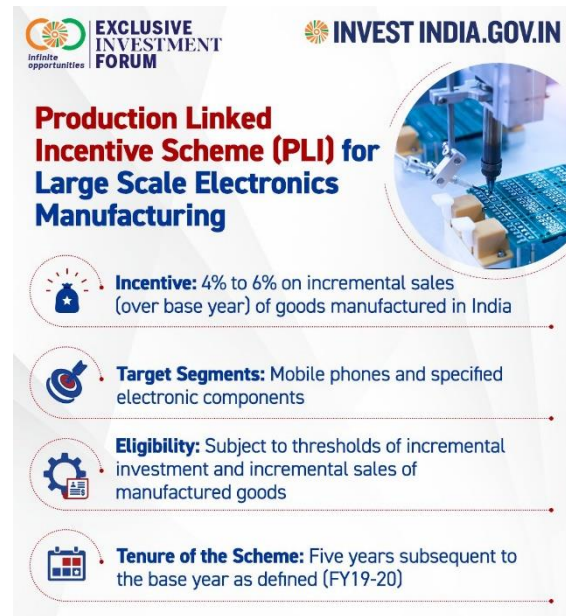 Infinite opportunities
EXCLUSIVE
INVESTMENT
FORUM
INVEST INDIA.GOV.IN
Production Linked
Incentive Scheme (PLI) for
Large Scale Electronics
Manufacturing
Incentive: 4% to 6% on incremental sales
(over base year) of goods manufactured in India
Target Segments: Mobile phones and specified
electronic components
Eligibility: Subject to thresholds of incremental
investment and incremental sales of
manufactured goods
Tenure of the Scheme: Five years subsequent to
the base year as defined (FY19-20)